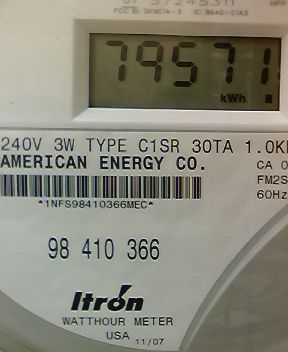 79571
kWh
240V 3W TYPE C1SR 30TA 1.0K
AMERICAN ENERGY CO.
CA 0
FM2S
60Hz
*1NFS98410366MEC*
98 410 366
Itron
WATTHOUR METER
USA 11/07